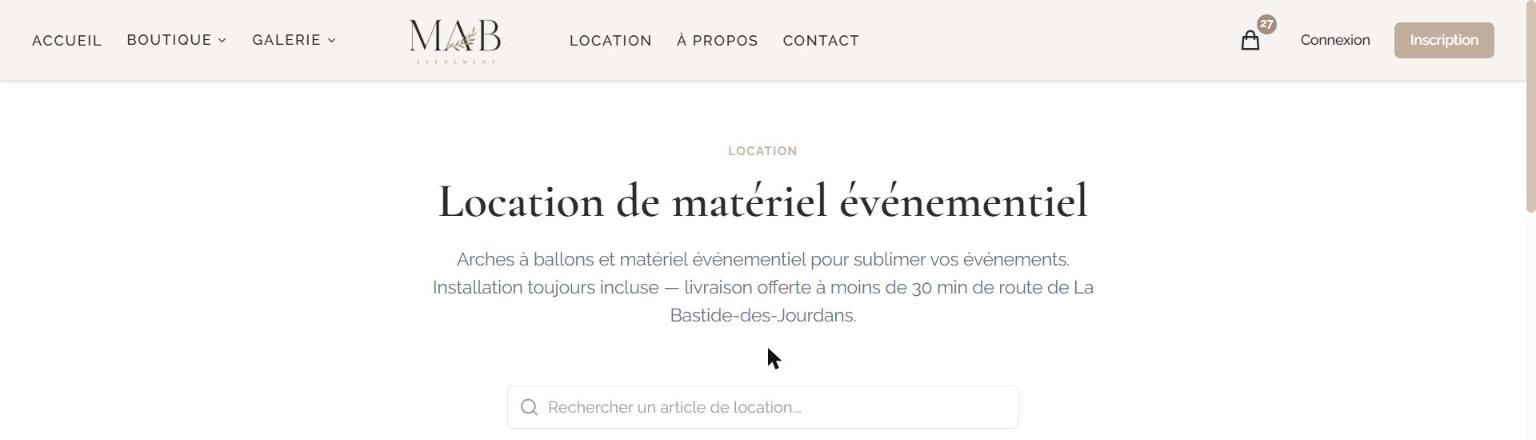 ACCUEIL BOUTIQUE GALERIE MAB LOCATION À PROPOS CONTACT 27 Connexion Inscription
EVENEMENT
LOCATION
Location de matériel événementiel
Arches à ballons et matériel événementiel pour sublimer vos événements.
Installation toujours incluse — livraison offerte à moins de 30 min de route de La
Bastide-des-Jourdans.
Rechercher un article de location...